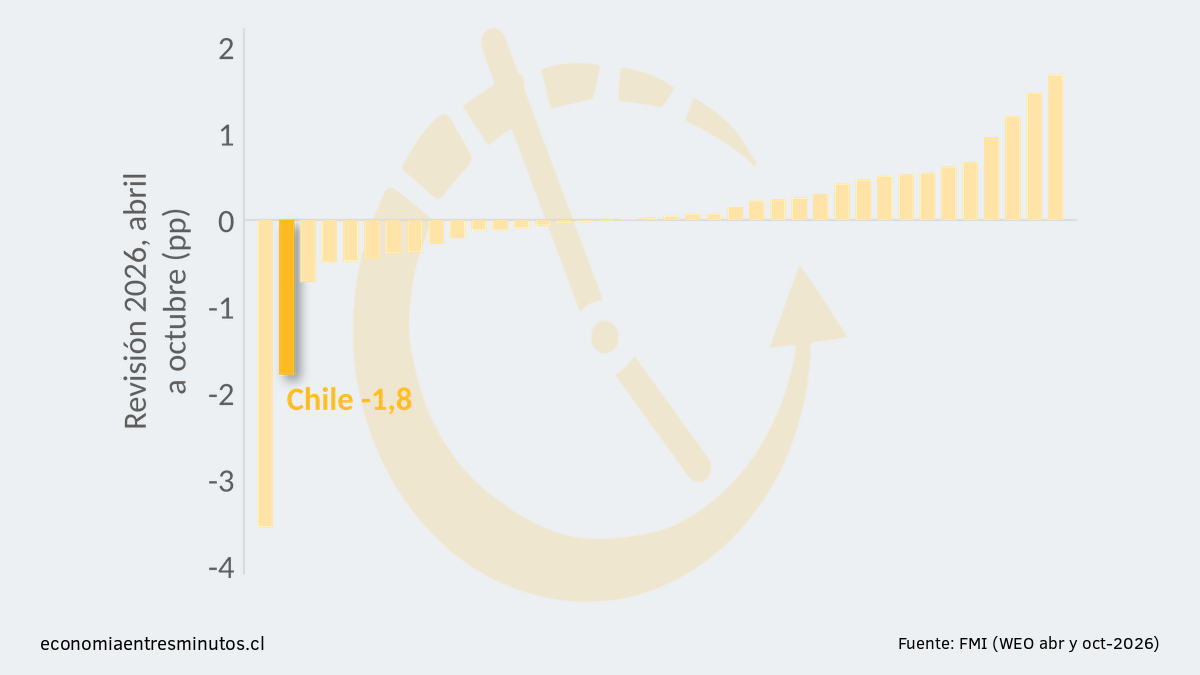 Revisión 2026, abril
a octubre (pp)
2
1
0
-1
-2
-3
-4
Chile -1,8
economiaentresminutos.cl
Fuente: FMI (WEO abr y oct-2026)